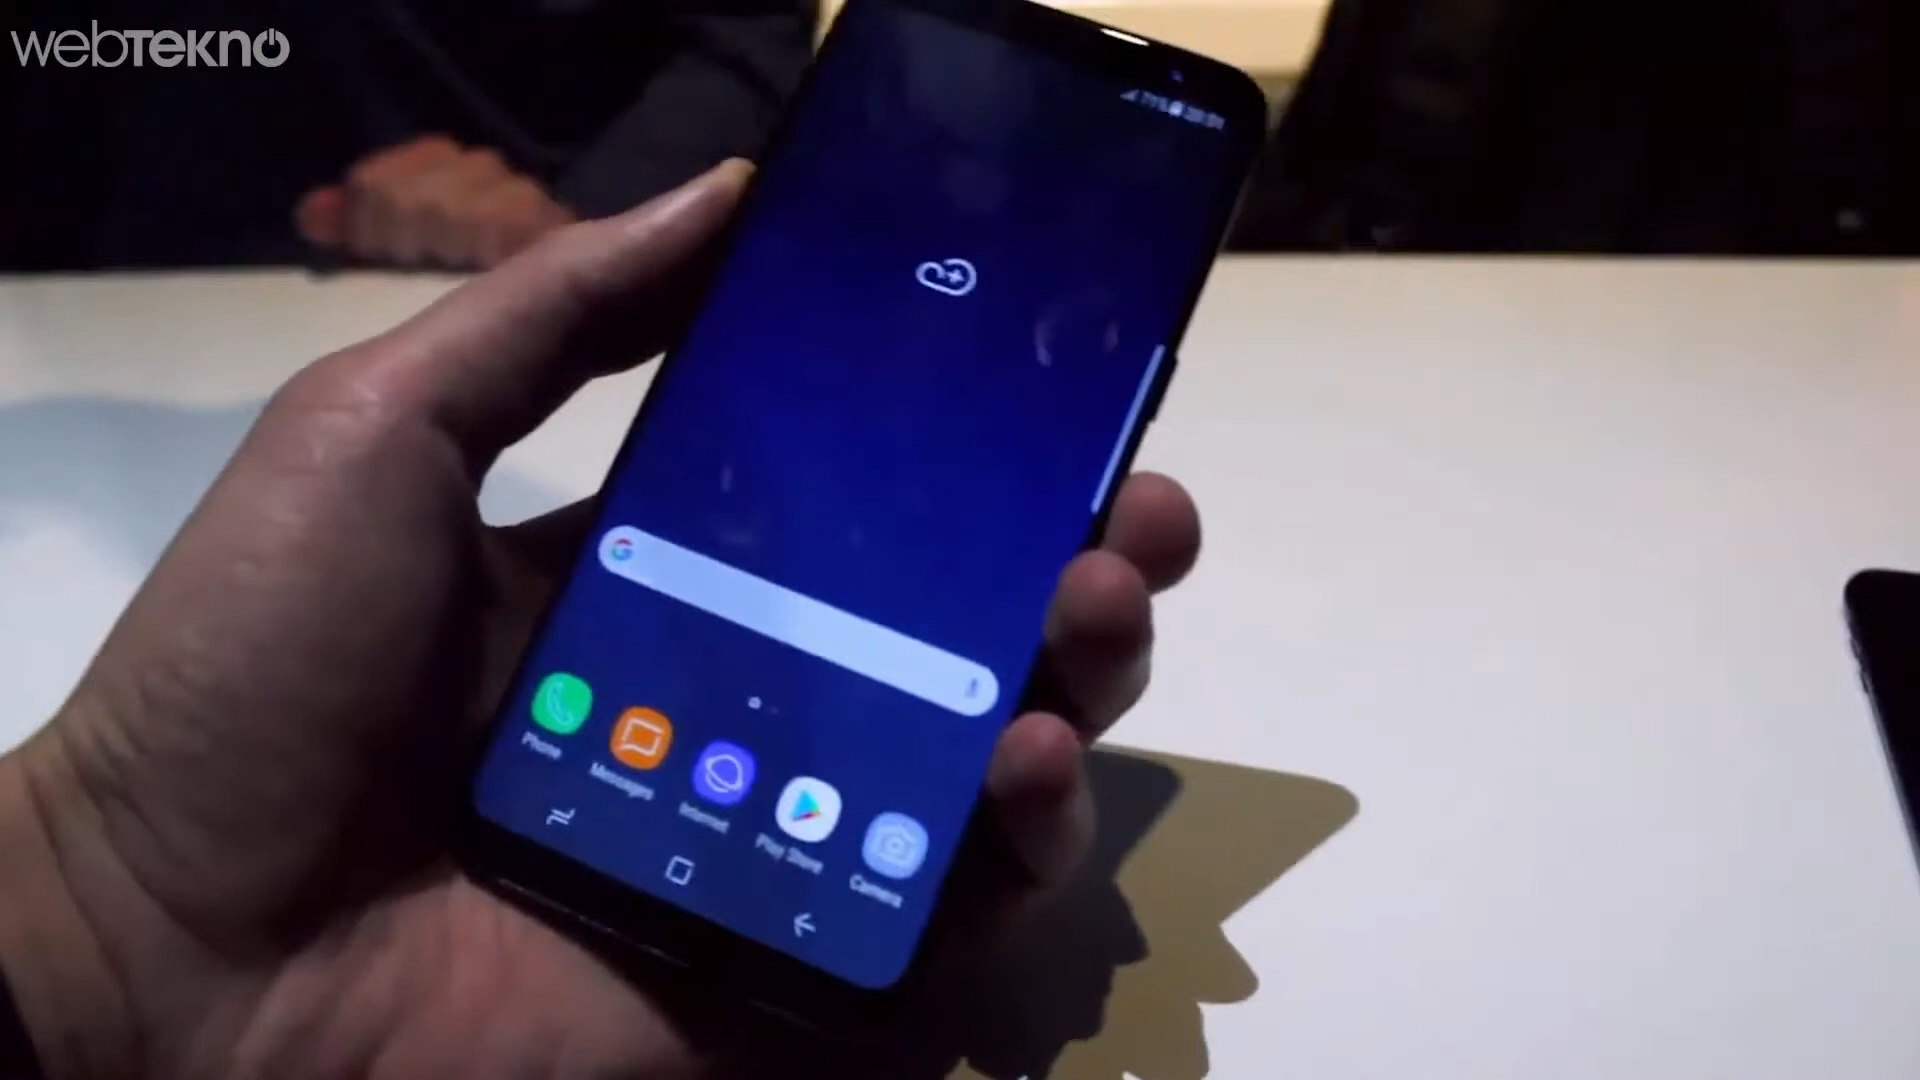 webTEKNO
Phone
Messages
Internet
Play Store
Camera